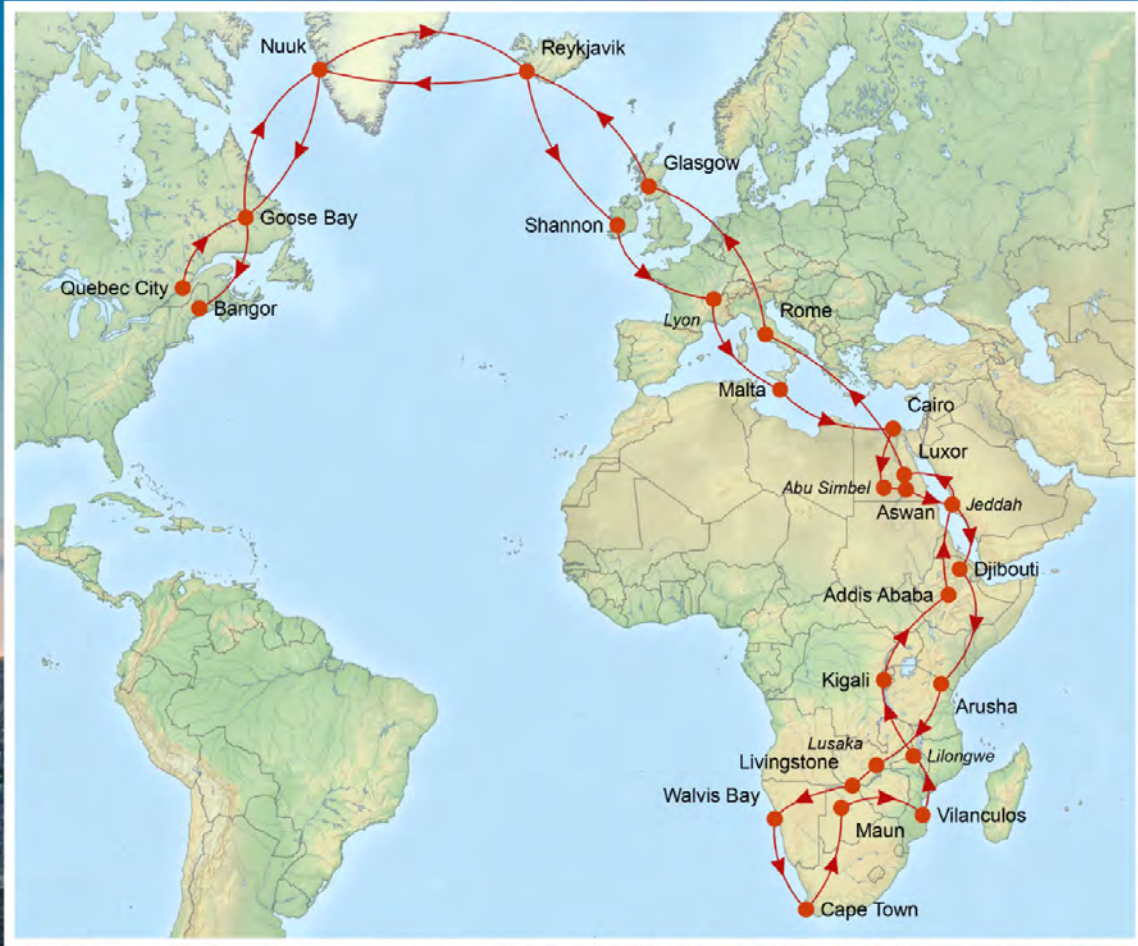 Nuuk
Reykjavik
Glasgow
Goose Bay
Shannon
Quebec City
Bangor
Lyon
Rome
Malta
Cairo
Luxor
Abu Simbel
Aswan
Jeddah
Djibouti
Addis Ababa
Kigali
Arusha
Lusaka
Lilongwe
Livingstone
Walvis Bay
Maun
Vilanculos
Cape Town